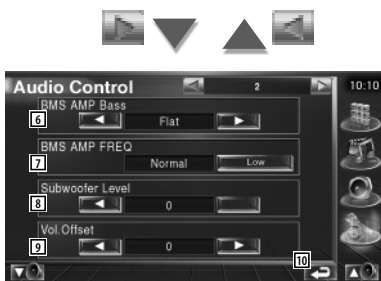 Audio Control 2 10:10
BMS AMP Bass
6 Flat
BMS AMP FREQ
7 Normal Low
Subwoofer Level
8 0
Vol.Offset
9 0
10